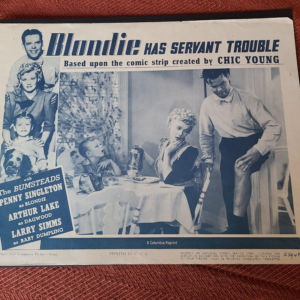 Blondie HAS SERVANT TROUBLE
Based upon the comic strip created by CHIC YOUNG
with
The BUMSTEADS
PENNY SINGLETON
as BLONDIE
ARTHUR LAKE
as DAGWOOD
LARRY SIMMS
as BABY DUMPLING
A Columbia Reprint